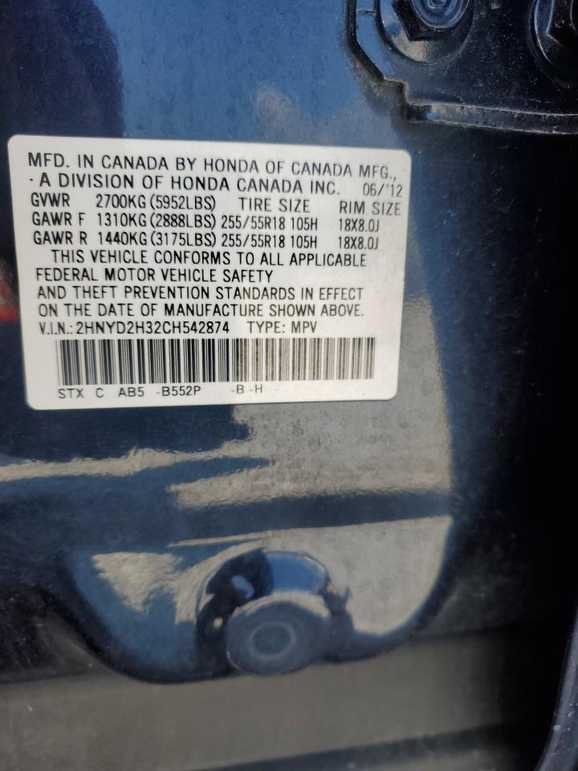 MFD. IN CANADA BY HONDA OF CANADA MFG.,
A DIVISION OF HONDA CANADA INC. 06/'12
GVWR 2700KG (5952LBS) TIRE SIZE RIM SIZE
GAWR F 1310KG (2888LBS) 255/55R18 105H 18X8.0J
GAWR R 1440KG (3175LBS) 255/55R18 105H 18X8.0J
THIS VEHICLE CONFORMS TO ALL APPLICABLE
FEDERAL MOTOR VEHICLE SAFETY
AND THEFT PREVENTION STANDARDS IN EFFECT
ON THE DATE OF MANUFACTURE SHOWN ABOVE.
V.I.N.: 2HNYD2H32CH542874 TYPE: MPV
STX C AB5 -B552P -B -H